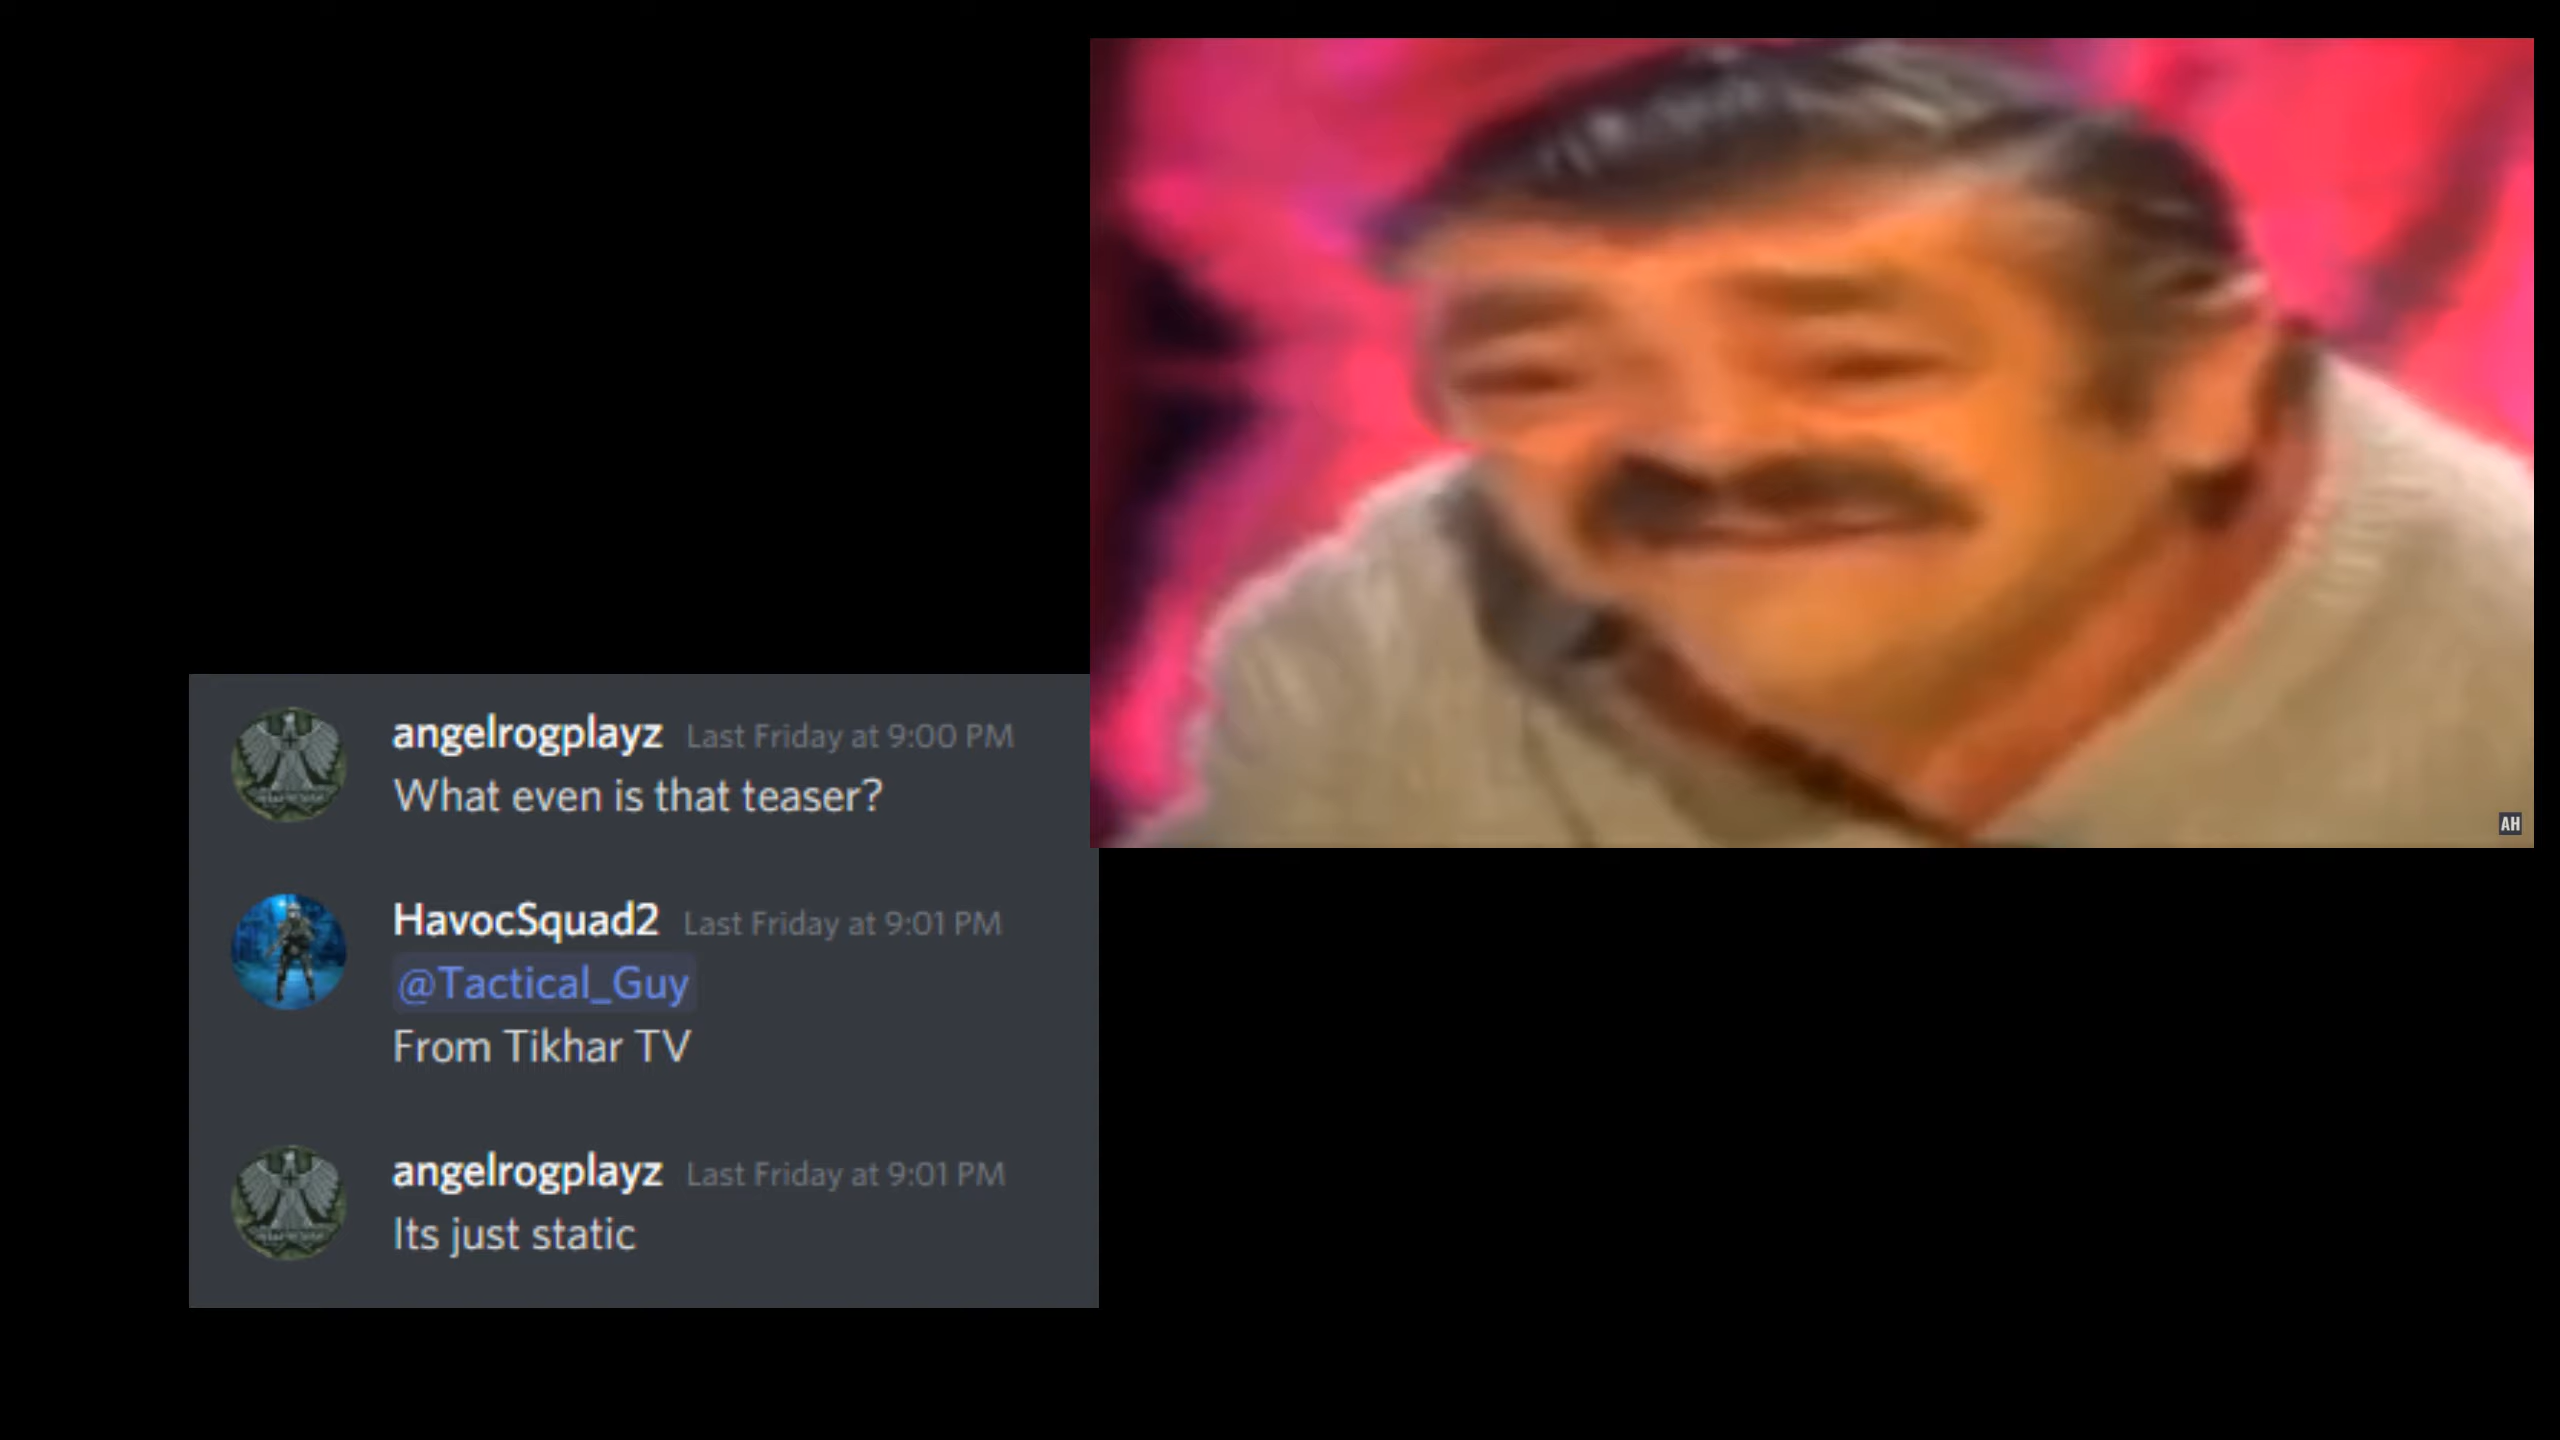 angelrogplayz Last Friday at 9:00 PM
What even is that teaser?
HavocSquad2 Last Friday at 9:01 PM
@Tactical_Guy
From Tikhar TV
angelrogplayz Last Friday at 9:01 PM
Its just static
AH